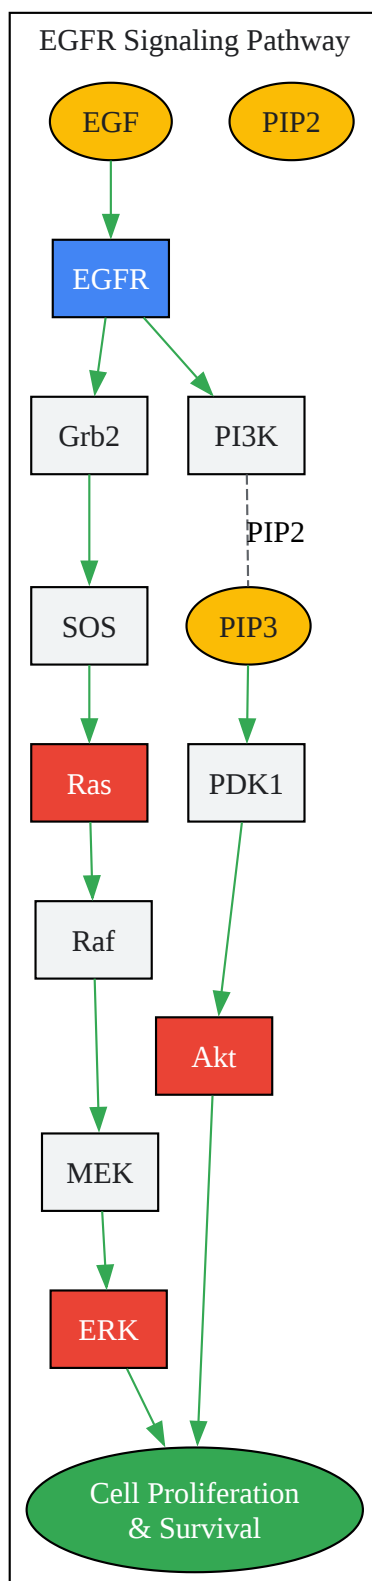 EGFR Signaling Pathway
EGF
PIP2
EGFR
Grb2
PI3K
PIP2
SOS
PIP3
Ras
PDK1
Raf
Akt
MEK
ERK
Cell Proliferation
& Survival